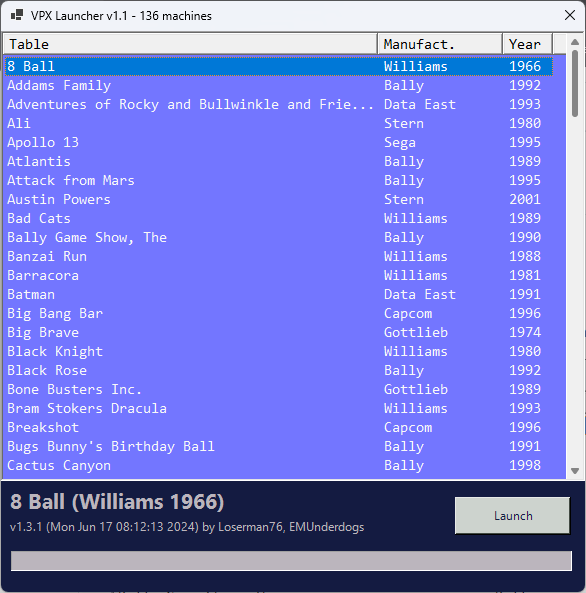 VPX Launcher v1.1 - 136 machines
Table Manufact. Year
8 Ball Williams 1966
Addams Family Bally 1992
Adventures of Rocky and Bullwinkle and Frie... Data East 1993
Ali Stern 1980
Apollo 13 Sega 1995
Atlantis Bally 1989
Attack from Mars Bally 1995
Austin Powers Stern 2001
Bad Cats Williams 1989
Bally Game Show, The Bally 1990
Banzai Run Williams 1988
Barracora Williams 1981
Batman Data East 1991
Big Bang Bar Capcom 1996
Big Brave Gottlieb 1974
Black Knight Williams 1980
Black Rose Bally 1992
Bone Busters Inc. Gottlieb 1989
Bram Stokers Dracula Williams 1993
Breakshot Capcom 1996
Bugs Bunny's Birthday Ball Bally 1991
Cactus Canyon Bally 1998
8 Ball (Williams 1966)
v1.3.1 (Mon Jun 17 08:12:13 2024) by Loserman76, EMUnderdogs
Launch